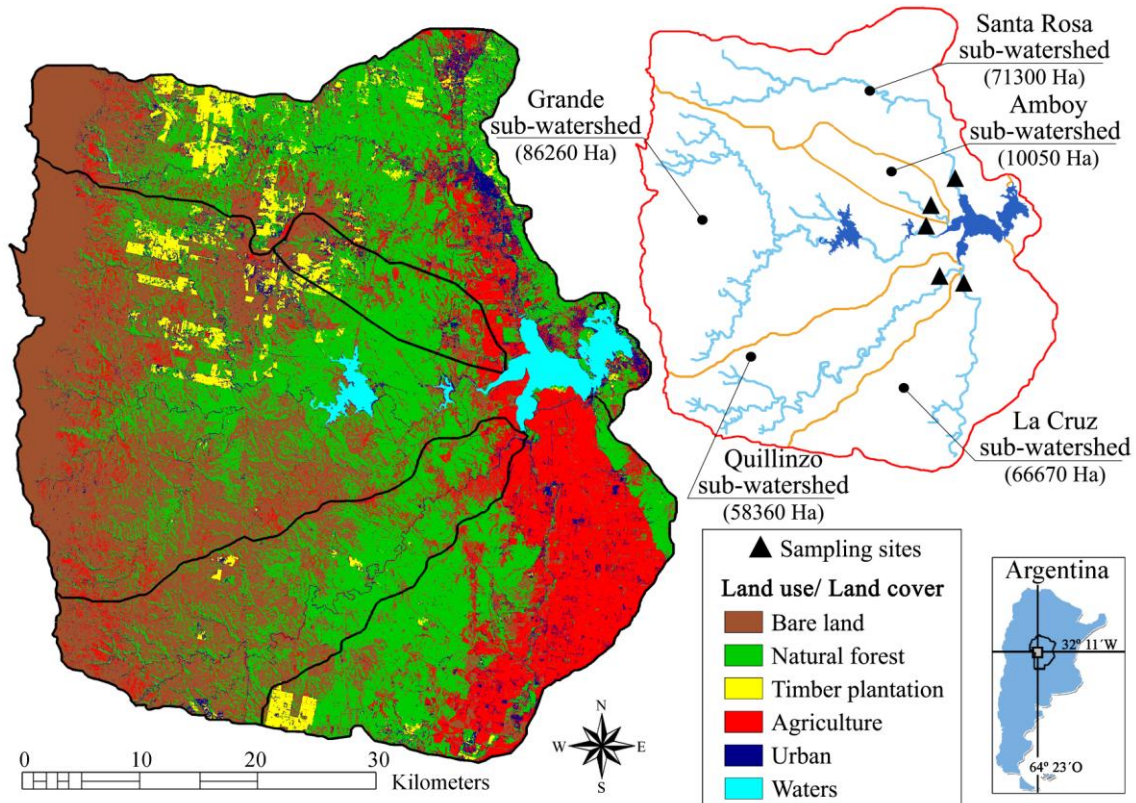 Santa Rosa
sub-watershed
(71300 Ha)
Grande
sub-watershed
(86260 Ha)
Amboy
sub-watershed
(10050 Ha)
La Cruz
sub-watershed
(66670 Ha)
Quillinzo
sub-watershed
(58360 Ha)
Sampling sites
Land use/ Land cover
Bare land
Natural forest
Timber plantation
Agriculture
Urban
Waters
Argentina
32° 11´W
64° 23´O
0 10 20 30
Kilometers
N
W E
S